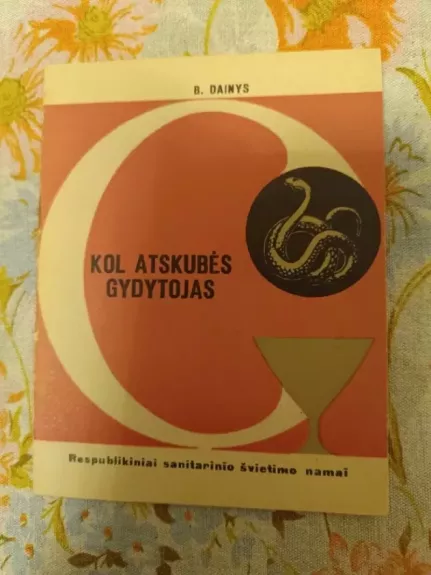 B. DAINYS
KOL ATSKUBĖS
GYDYTOJAS
Respublikiniai sanitarinio švietimo namai